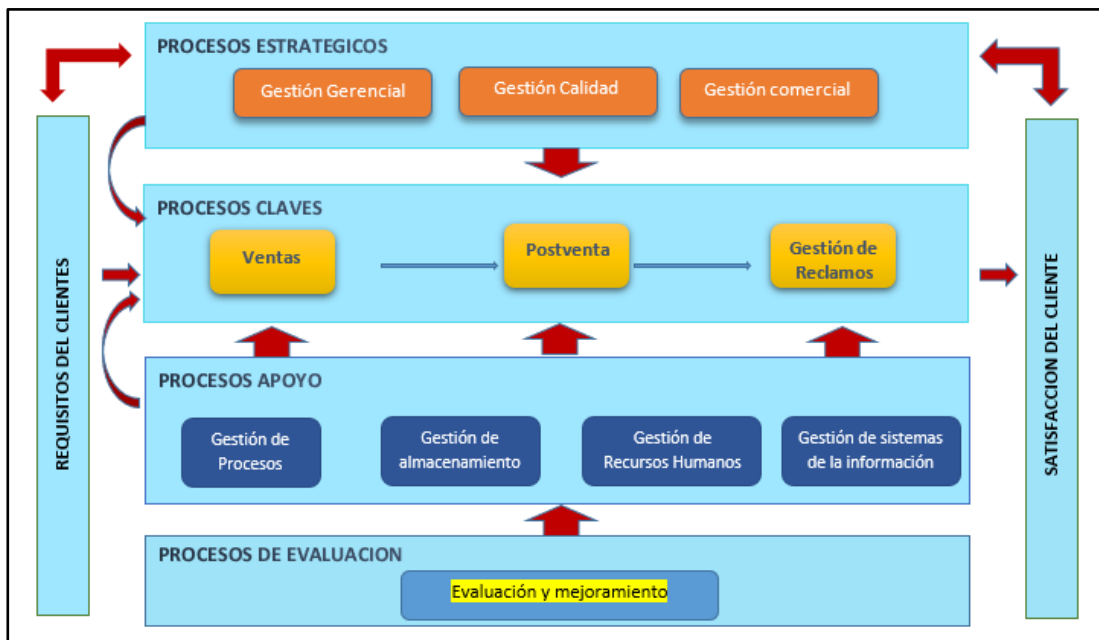 PROCESOS ESTRATEGICOS
Gestión Gerencial
Gestión Calidad
Gestión comercial
REQUISITOS DEL CLIENTES
PROCESOS CLAVES
Ventas
Postventa
Gestión de
Reclamos
SATISFACCION DEL CLIENTE
PROCESOS APOYO
Gestión de
Procesos
Gestión de
almacenamiento
Gestión de
Recursos Humanos
Gestión de sistemas
de la información
PROCESOS DE EVALUACION
Evaluación y mejoramiento